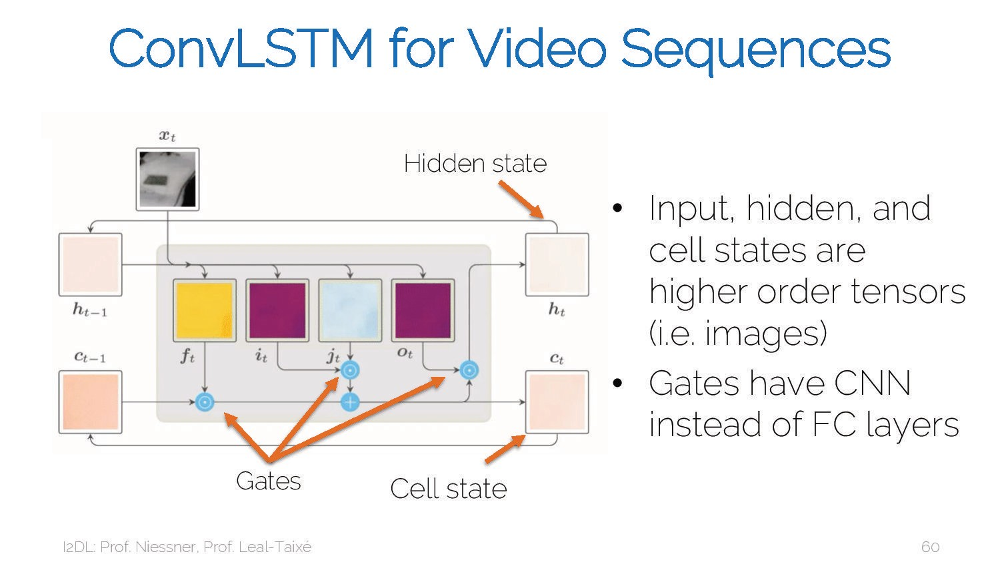 ConvLSTM for Video Sequences
x_t
Hidden state
h_{t-1}
h_t
c_{t-1}
f_t
i_t
j_t
o_t
c_t
Gates
Cell state
• Input, hidden, and
cell states are
higher order tensors
(i.e. images)
• Gates have CNN
instead of FC layers
I2DL: Prof. Niessner, Prof. Leal-Taixé
60